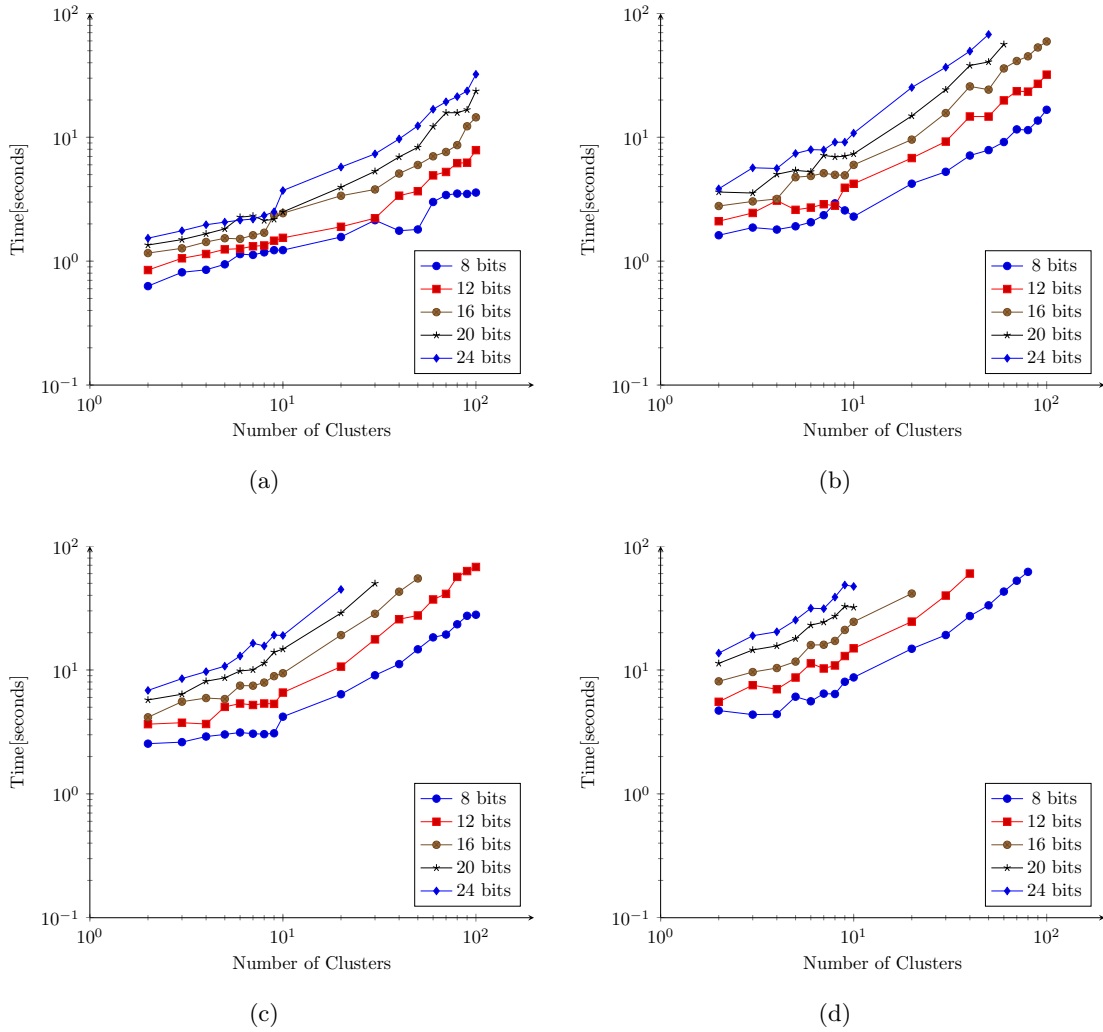 10^2
10^1
10^0
10^−1
Time[seconds]
10^0
10^1
10^2
Number of Clusters
8 bits
12 bits
16 bits
20 bits
24 bits
(a)
10^2
10^1
10^0
10^−1
Time[seconds]
10^0
10^1
10^2
Number of Clusters
8 bits
12 bits
16 bits
20 bits
24 bits
(b)
10^2
10^1
10^0
10^−1
Time[seconds]
10^0
10^1
10^2
Number of Clusters
8 bits
12 bits
16 bits
20 bits
24 bits
(c)
10^2
10^1
10^0
10^−1
Time[seconds]
10^0
10^1
10^2
Number of Clusters
8 bits
12 bits
16 bits
20 bits
24 bits
(d)